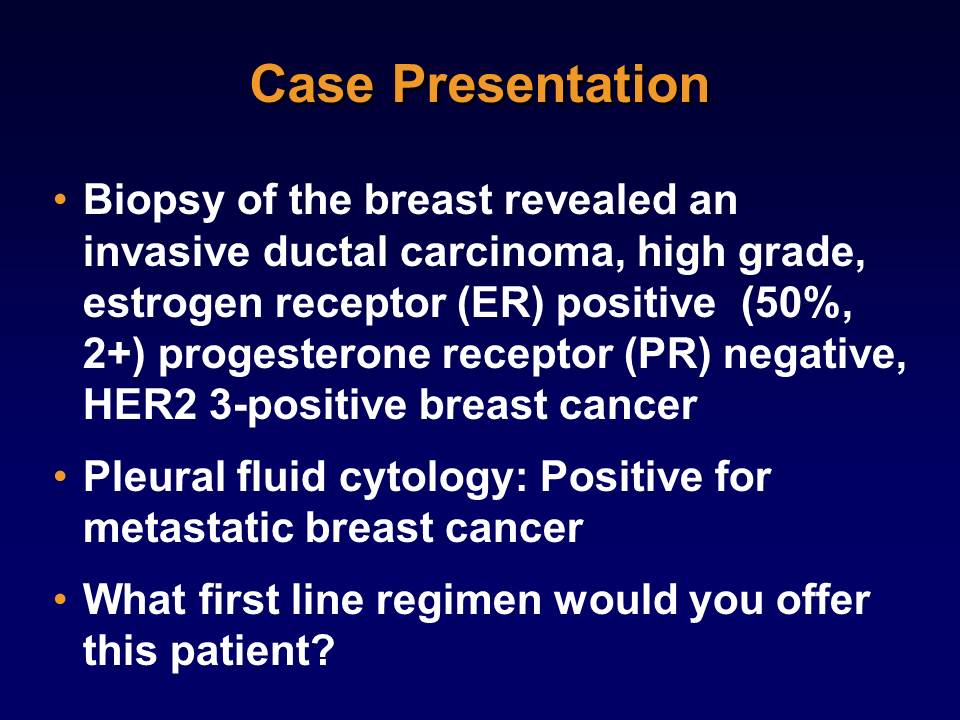 Case Presentation
• Biopsy of the breast revealed an
invasive ductal carcinoma, high grade,
estrogen receptor (ER) positive  (50%,
2+) progesterone receptor (PR) negative,
HER2 3-positive breast cancer
• Pleural fluid cytology: Positive for
metastatic breast cancer
• What first line regimen would you offer
this patient?